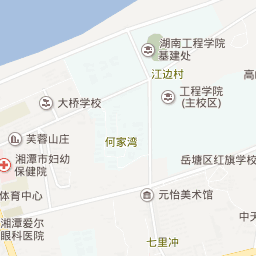 湖南工程学院
基建处
江边村
高
大桥学校
工程学院
(主校区)
芙蓉山庄
何家湾
湘潭市妇幼
保健院
岳塘区红旗学校
体育中心
元怡美术馆
湘潭爱尔
眼科医院
中天
七里冲